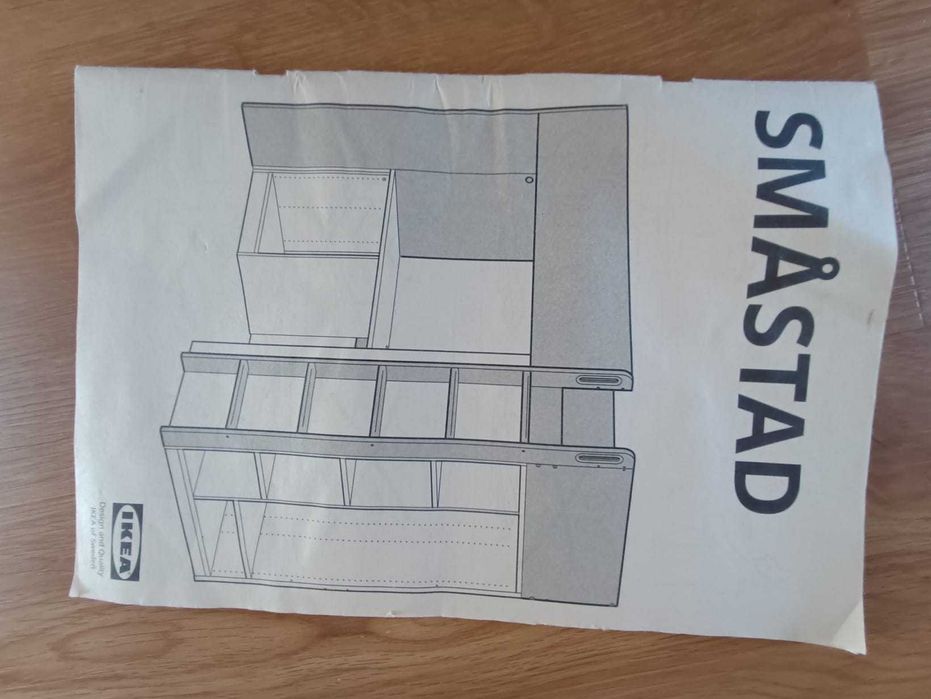 SMÅSTAD
IKEA
Design and Quality
IKEA of Sweden